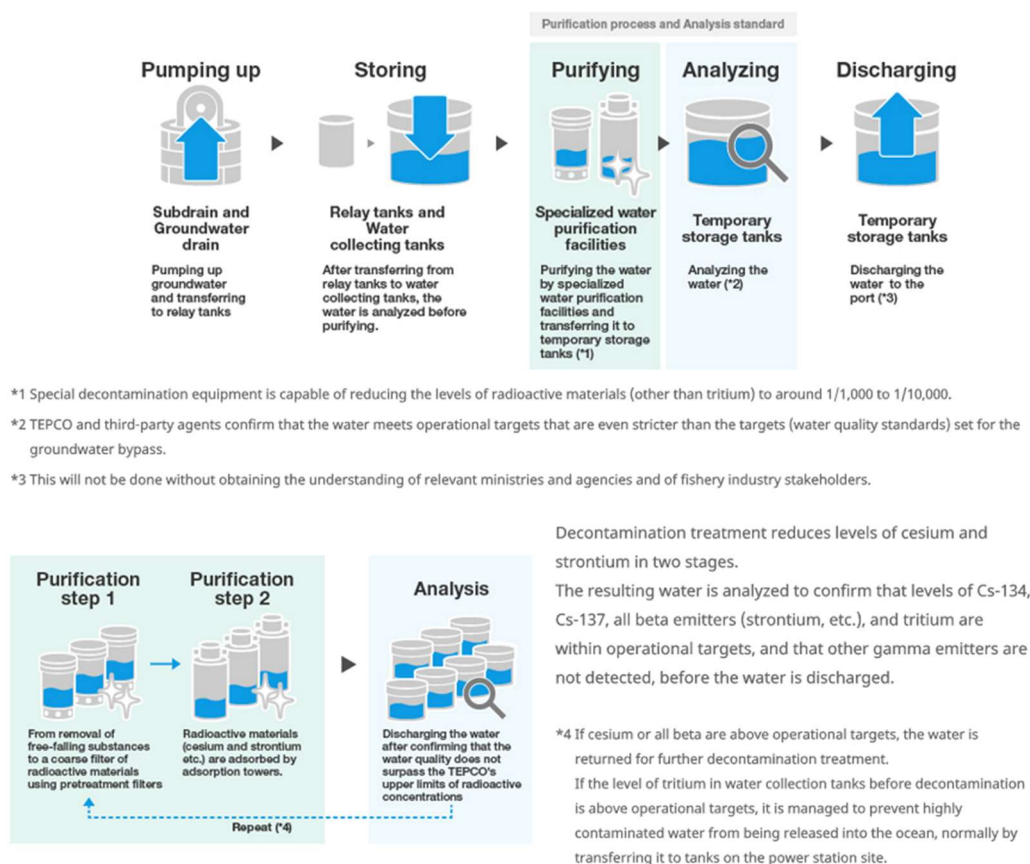 Purification process and Analysis standard
Pumping up
Storing
Purifying
Analyzing
Discharging
Subdrain and
Groundwater
drain
Pumping up
groundwater
and transferring
to relay tanks
Relay tanks and
Water
collecting tanks
After transferring from
relay tanks to water
collecting tanks, the
water is analyzed before
purifying.
Specialized water
purification
facilities
Purifying the water
by specialized
water purification
facilities and
transferring it to
temporary storage
tanks (*1)
Temporary
storage tanks
Analyzing the
water (*2)
Temporary
storage tanks
Discharging the
water to the
port (*3)
*1 Special decontamination equipment is capable of reducing the levels of radioactive materials (other than tritium) to around 1/1,000 to 1/10,000.
*2 TEPCO and third-party agents confirm that the water meets operational targets that are even stricter than the targets (water quality standards) set for the
groundwater bypass.
*3 This will not be done without obtaining the understanding of relevant ministries and agencies and of fishery industry stakeholders.
Purification
step 1
From removal of
free-falling substances
to a coarse filter of
radioactive materials
using pretreatment filters
Purification
step 2
Radioactive materials
(cesium and strontium
etc.) are adsorbed by
adsorption towers.
Analysis
Discharging the water
after confirming that the
water quality does not
surpass the TEPCO's
upper limits of radioactive
concentrations
Repeat (*4)
Decontamination treatment reduces levels of cesium and
strontium in two stages.
The resulting water is analyzed to confirm that levels of Cs-134,
Cs-137, all beta emitters (strontium, etc.), and tritium are
within operational targets, and that other gamma emitters are
not detected, before the water is discharged.
*4 If cesium or all beta are above operational targets, the water is
returned for further decontamination treatment.
If the level of tritium in water collection tanks before decontamination
is above operational targets, it is managed to prevent highly
contaminated water from being released into the ocean, normally by
transferring it to tanks on the power station site.